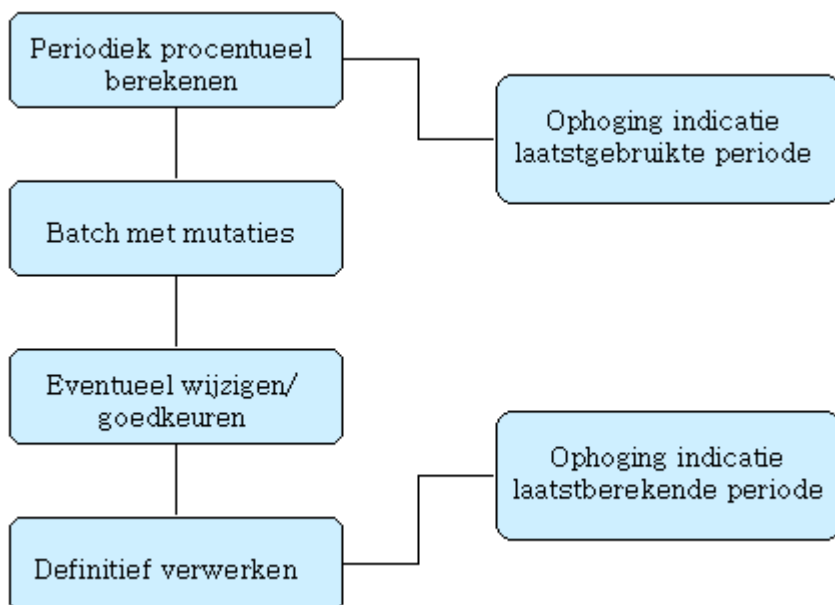 Periodiek procentueel
berekenen
Ophoging indicatie
laatstgebruikte periode
Batch met mutaties
Eventueel wijzigen/
goedkeuren
Ophoging indicatie
laatstberekende periode
Definitief verwerken